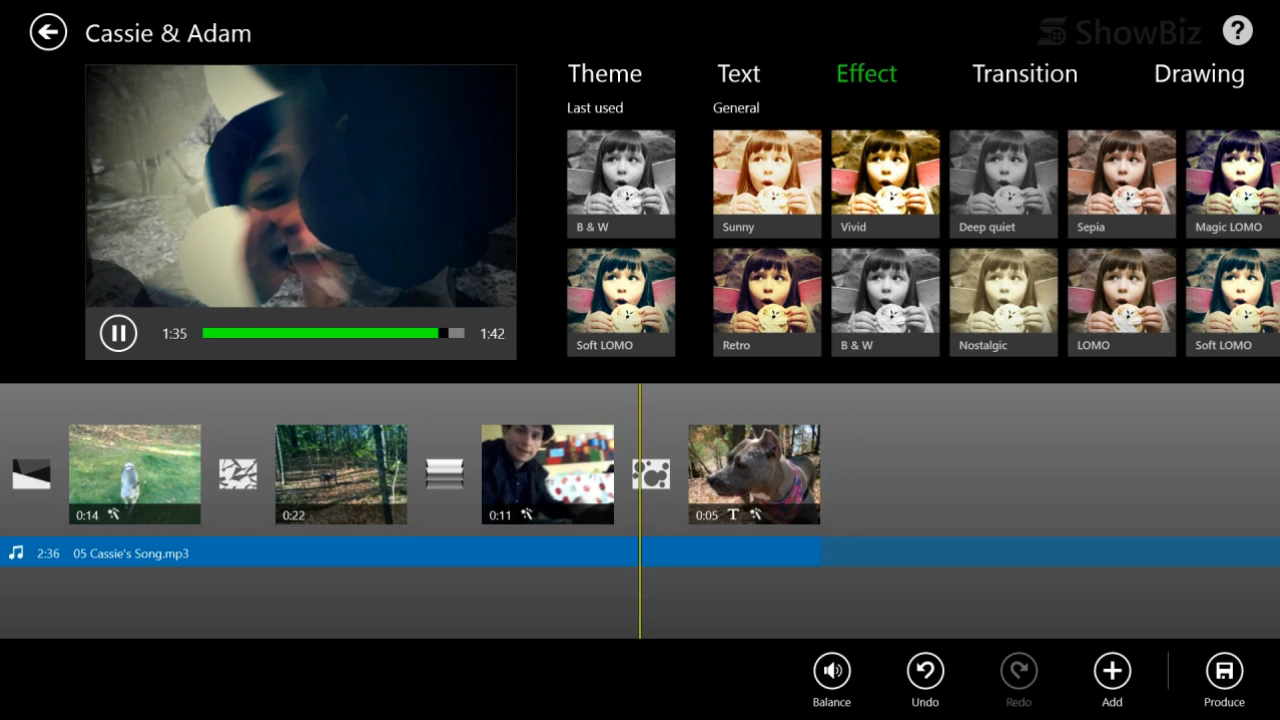 Cassie & Adam
ShowBiz
?
Theme Text Effect Transition Drawing
Last used General
B & W Sunny Vivid Deep quiet Sepia Magic LOMO
Soft LOMO Retro B & W Nostalgic LOMO Soft LOMO
1:35 1:42
0:14 0:22 0:11 0:05 T
2:36 05 Cassie's Song.mp3
Balance Undo Redo Add Produce